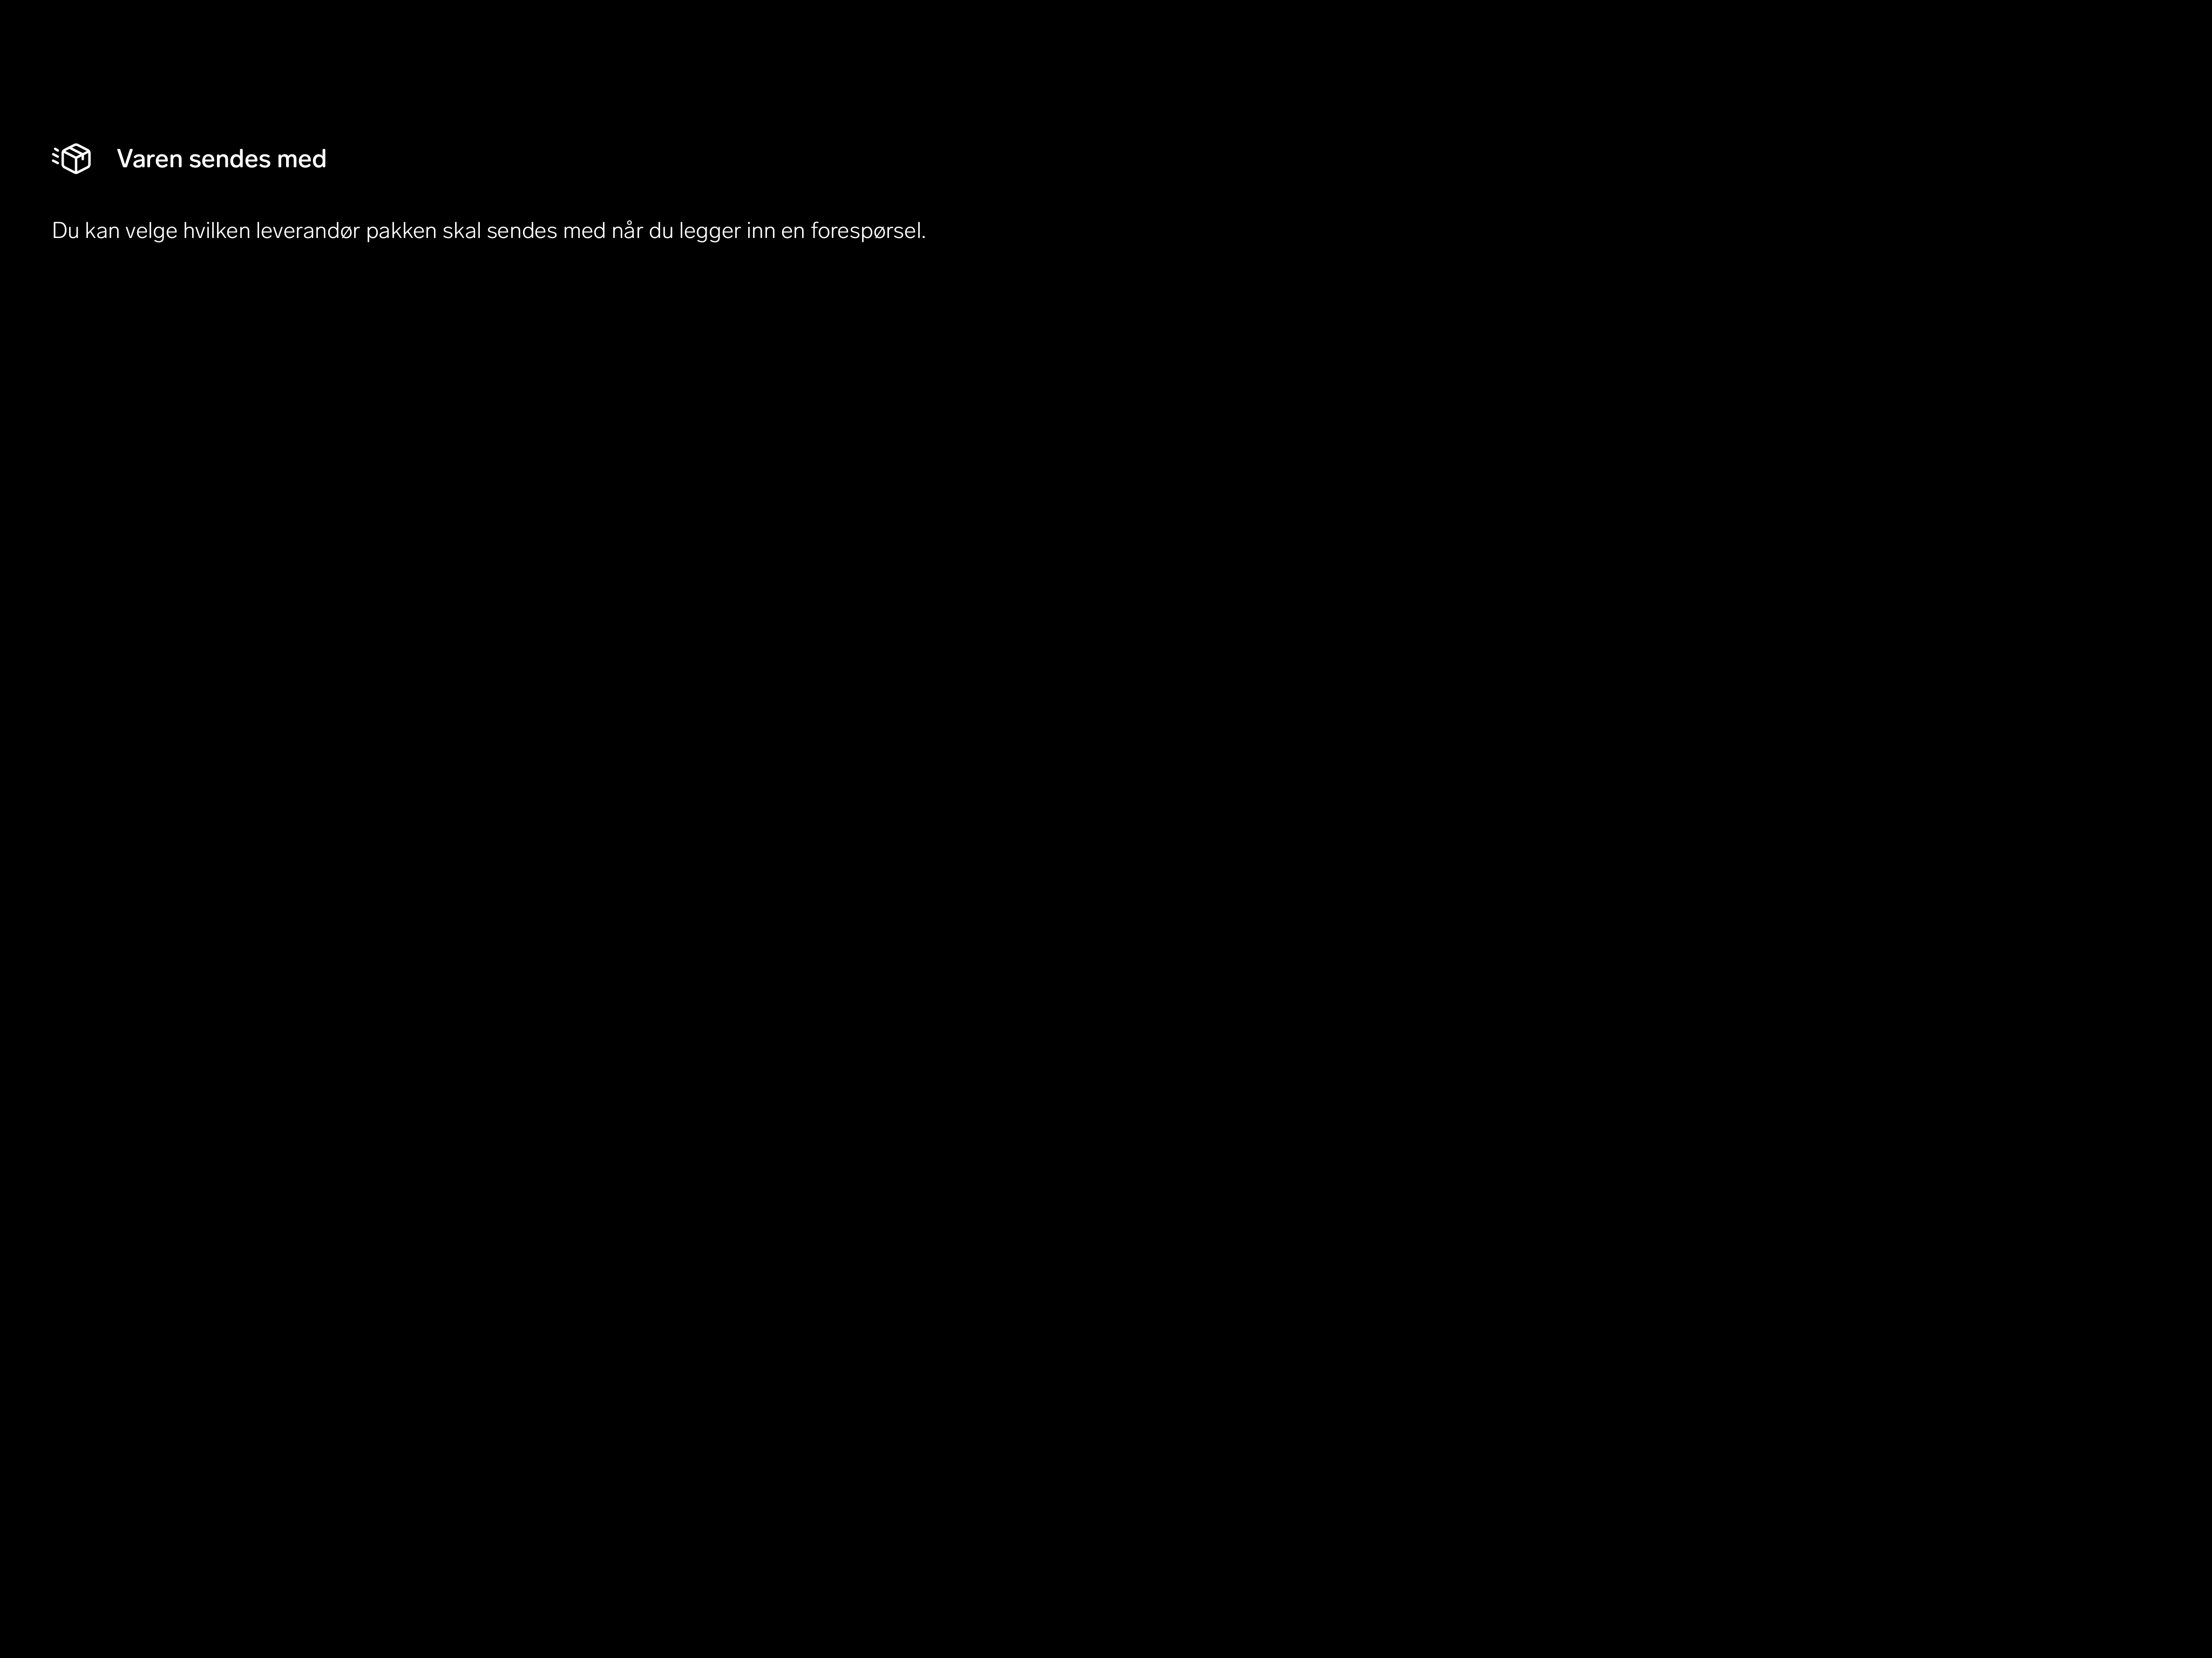 Varen sendes med
Du kan velge hvilken leverandør pakken skal sendes med når du legger inn en forespørsel.